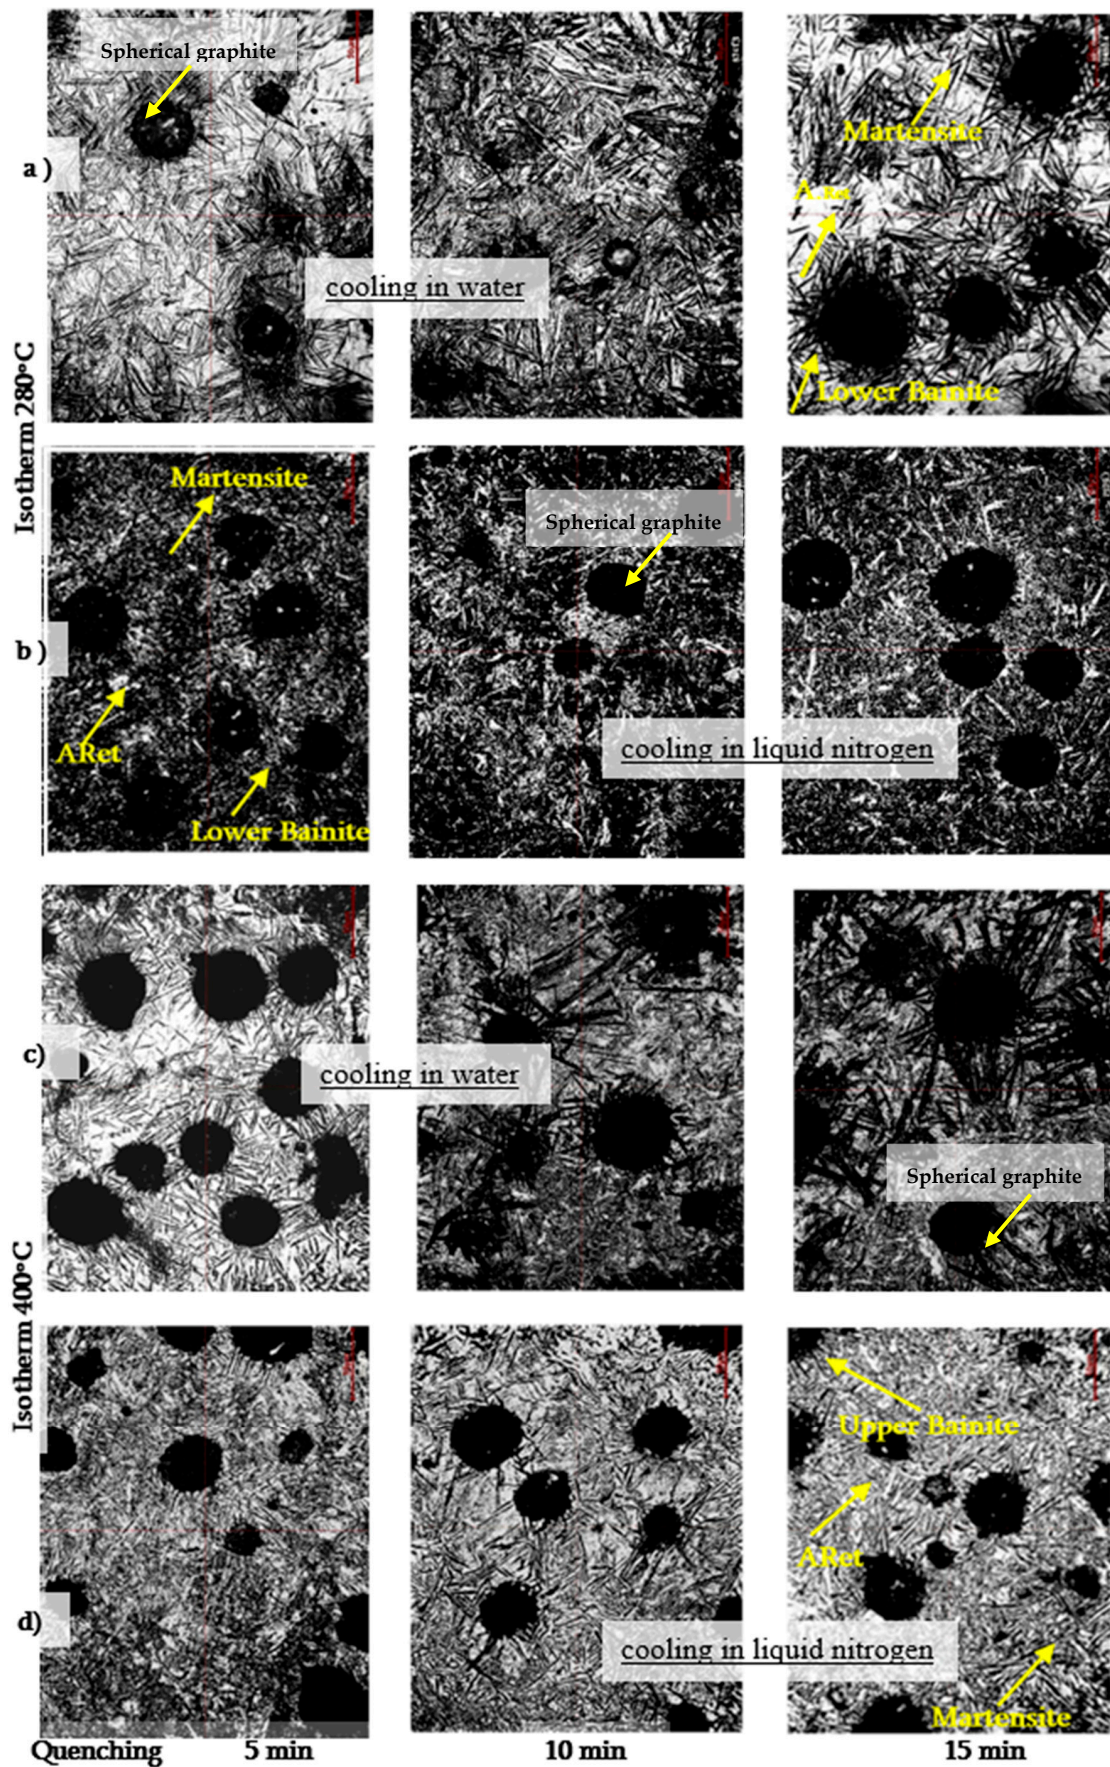 Spherical graphite
a )
Martensite
A.Ret
cooling in water
Lower Bainite
Isotherm 280°C
Martensite
Spherical graphite
b )
ARet
cooling in liquid nitrogen
Lower Bainite
c)
cooling in water
Spherical graphite
Isotherm 400°C
Upper Bainite
ARet
d)
cooling in liquid nitrogen
Martensite
Quenching 5 min 10 min 15 min